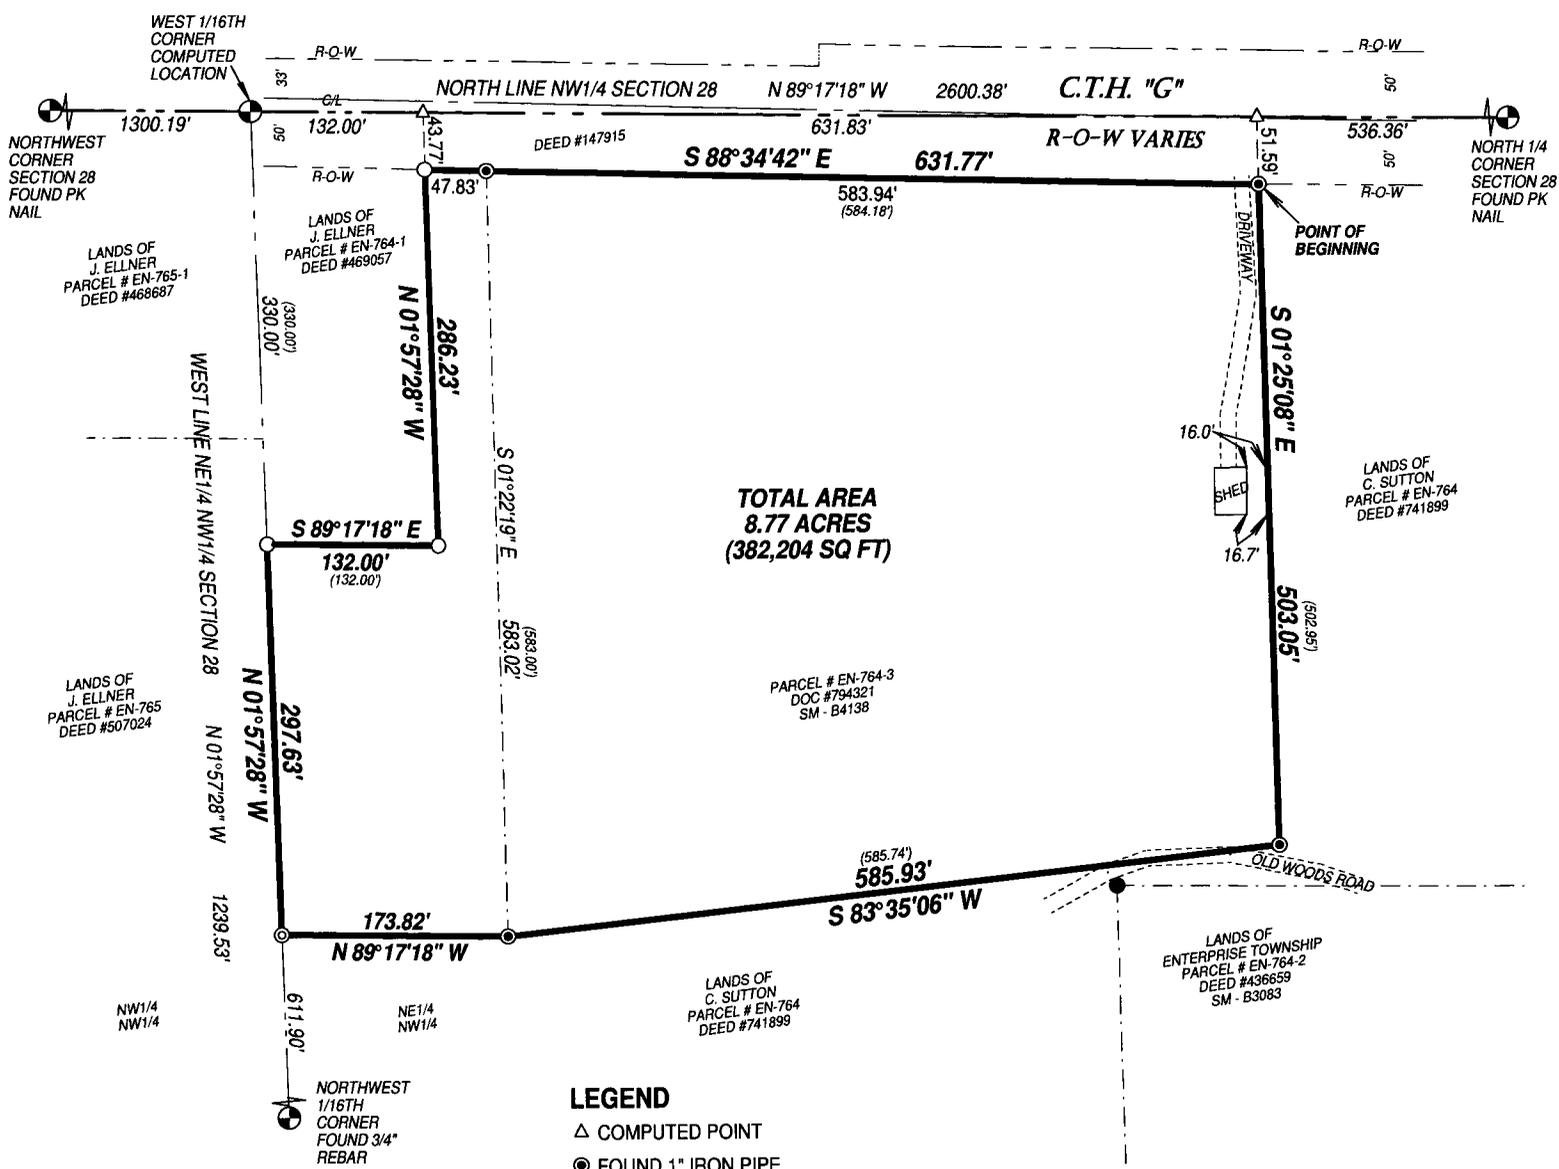 WEST 1/16TH
CORNER
COMPUTED
LOCATION
R-O-W
R-O-W
33'
C/L
NORTH LINE NW1/4 SECTION 28 N 89°17'18" W 2600.38' C.T.H. "G"
50'
1300.19'
50'
132.00'
43.77'
DEED #147915
631.83'
R-O-W VARIES
51.59'
536.36'
50'
NORTHWEST
CORNER
SECTION 28
FOUND PK
NAIL
NORTH 1/4
CORNER
SECTION 28
FOUND PK
NAIL
S 88°34'42" E 631.77'
R-O-W
47.83'
583.94'
(584.18')
R-O-W
POINT OF
BEGINNING
DRIVEWAY
LANDS OF
J. ELLNER
PARCEL # EN-765-1
DEED #468687
LANDS OF
J. ELLNER
PARCEL # EN-764-1
DEED #469057
(330.00')
330.00'
N 01°57'28" W
286.23'
S 01°25'08" E
WEST LINE NE1/4 NW1/4 SECTION 28 N 01°57'28" W 1239.53'
S 01°22'19" E
(583.00')
583.02'
16.0'
SHED
16.7'
LANDS OF
C. SUTTON
PARCEL # EN-764
DEED #741899
TOTAL AREA
8.77 ACRES
(382,204 SQ FT)
S 89°17'18" E
132.00'
(132.00')
503.05'
(502.95')
LANDS OF
J. ELLNER
PARCEL # EN-765
DEED #507024
N 01°57'28" W
297.63'
PARCEL # EN-764-3
DOC #794321
SM - B4138
(585.74')
585.93'
S 83°35'06" W
OLD WOODS ROAD
173.82'
N 89°17'18" W
LANDS OF
ENTERPRISE TOWNSHIP
PARCEL # EN-764-2
DEED #436659
SM - B3083
LANDS OF
C. SUTTON
PARCEL # EN-764
DEED #741899
NW1/4
NW1/4
NE1/4
NW1/4
611.90'
NORTHWEST
1/16TH
CORNER
FOUND 3/4"
REBAR
LEGEND
COMPUTED POINT
FOUND 1" IRON PIPE